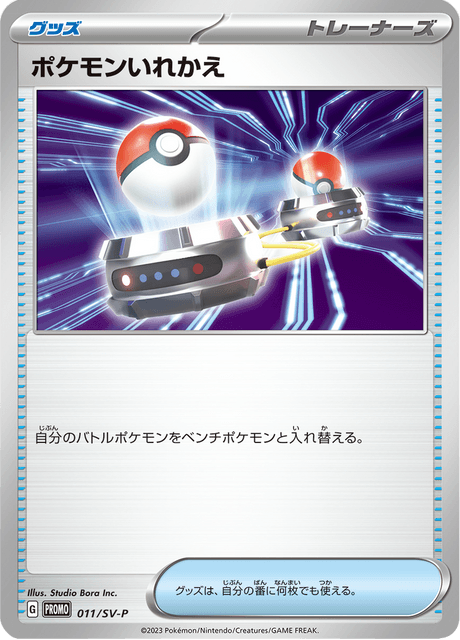 グッズ
トレーナーズ
ポケモンいれかえ
自分のバトルポケモンをベンチポケモンと入れ替える。
グッズは、自分の番に何枚でも使える。
Illus. Studio Bora Inc.
G PROMO 011/SV-P
©2023 Pokémon/Nintendo/Creatures/GAME FREAK.